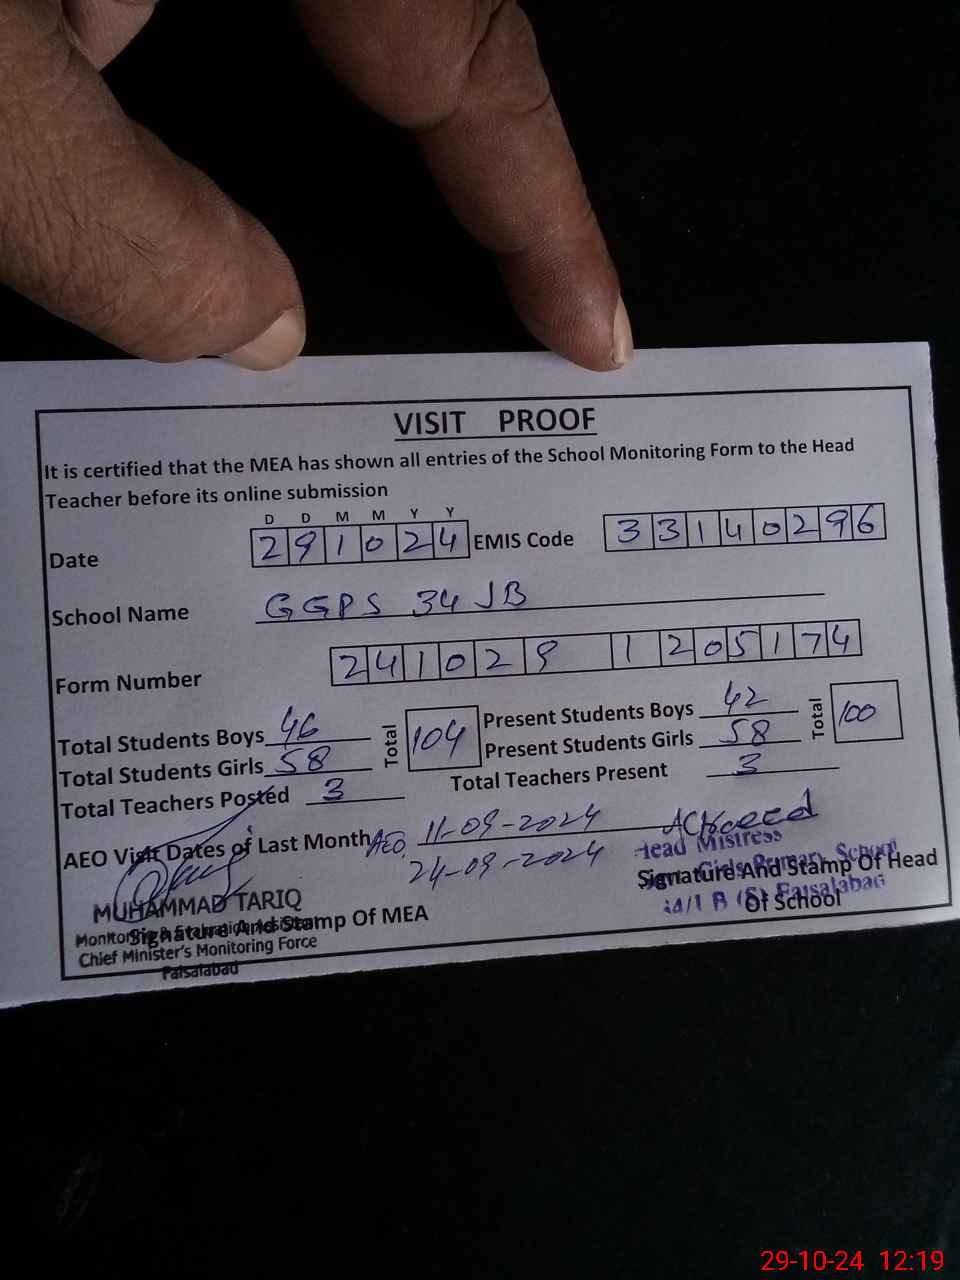 VISIT PROOF
It is certified that the MEA has shown all entries of the School Monitoring Form to the Head
Teacher before its online submission
D D M M Y Y
Date 2 9 1 0 2 4 EMIS Code 3 3 1 4 0 2 9 6
School Name GGPS 34 JB
Form Number 2 4 1 0 2 9 1 2 0 5 1 7 4
Total Students Boys 46 Total 104 Present Students Boys 42 Total 100
Total Students Girls 58 Present Students Girls 58
Total Teachers Posted 3 Total Teachers Present 3
AEO Visit Dates of Last Month AEO 11-09-2024
24-09-2024
Head Mistress
Girls Primary School
Signature And Stamp Of Head
Of School
(S) Faisalabad
MUHAMMAD TARIQ
Signature And Stamp Of MEA
Chief Minister's Monitoring Force
Faisalabad
29-10-24 12:19